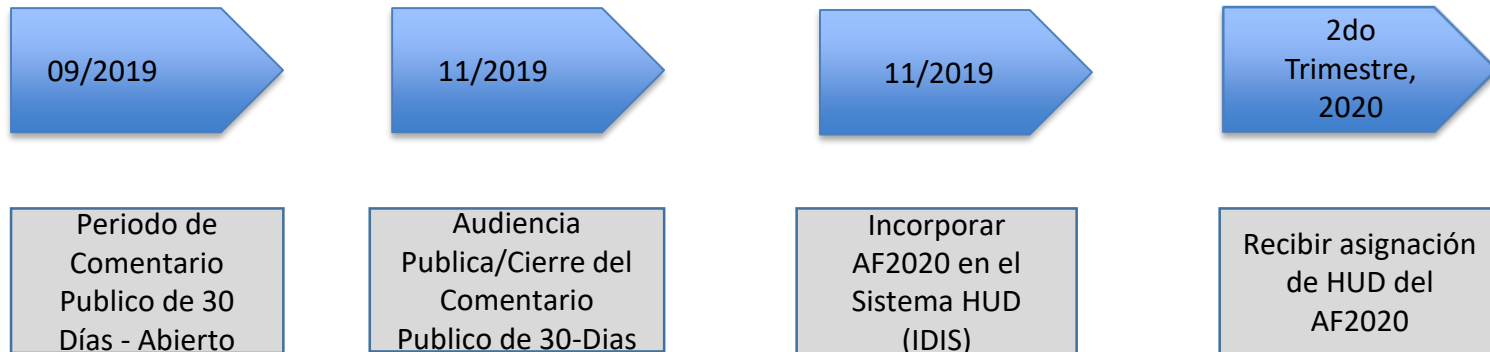 09/2019
11/2019
11/2019
2do
Trimestre,
2020
Periodo de
Comentario
Publico de 30
Días - Abierto
Audiencia
Publica/Cierre del
Comentario
Publico de 30-Dias
Incorporar
AF2020 en el
Sistema HUD
(IDIS)
Recibir asignación
de HUD del
AF2020